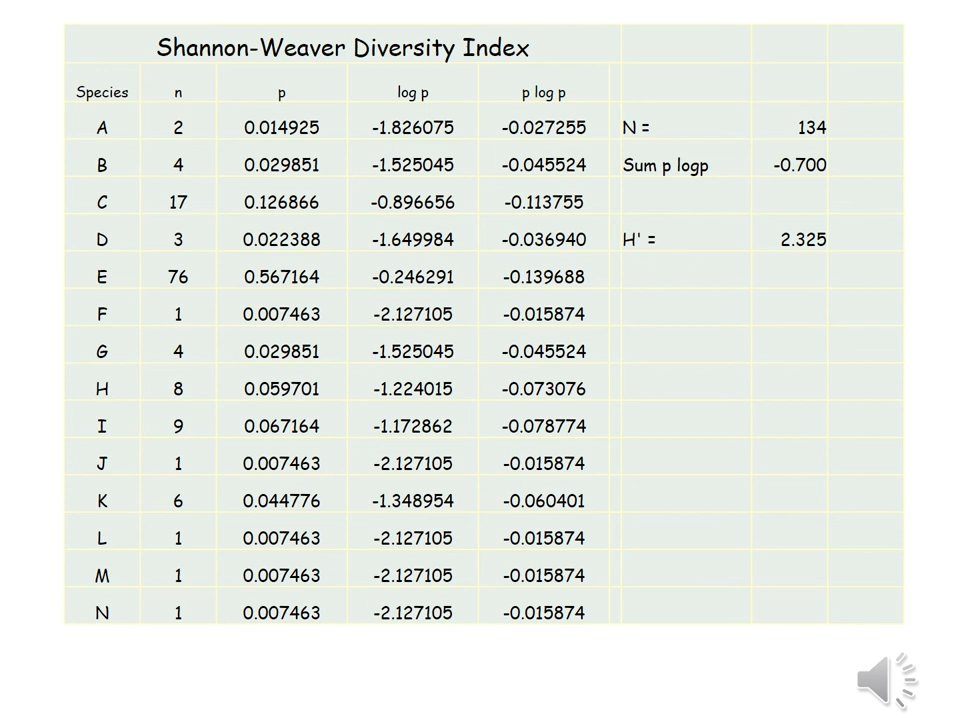 Shannon-Weaver Diversity Index
Species n p log p p log p
A 2 0.014925 -1.826075 -0.027255 N = 134
B 4 0.029851 -1.525045 -0.045524 Sum p logp -0.700
C 17 0.126866 -0.896656 -0.113755
D 3 0.022388 -1.649984 -0.036940 H' = 2.325
E 76 0.567164 -0.246291 -0.139688
F 1 0.007463 -2.127105 -0.015874
G 4 0.029851 -1.525045 -0.045524
H 8 0.059701 -1.224015 -0.073076
I 9 0.067164 -1.172862 -0.078774
J 1 0.007463 -2.127105 -0.015874
K 6 0.044776 -1.348954 -0.060401
L 1 0.007463 -2.127105 -0.015874
M 1 0.007463 -2.127105 -0.015874
N 1 0.007463 -2.127105 -0.015874